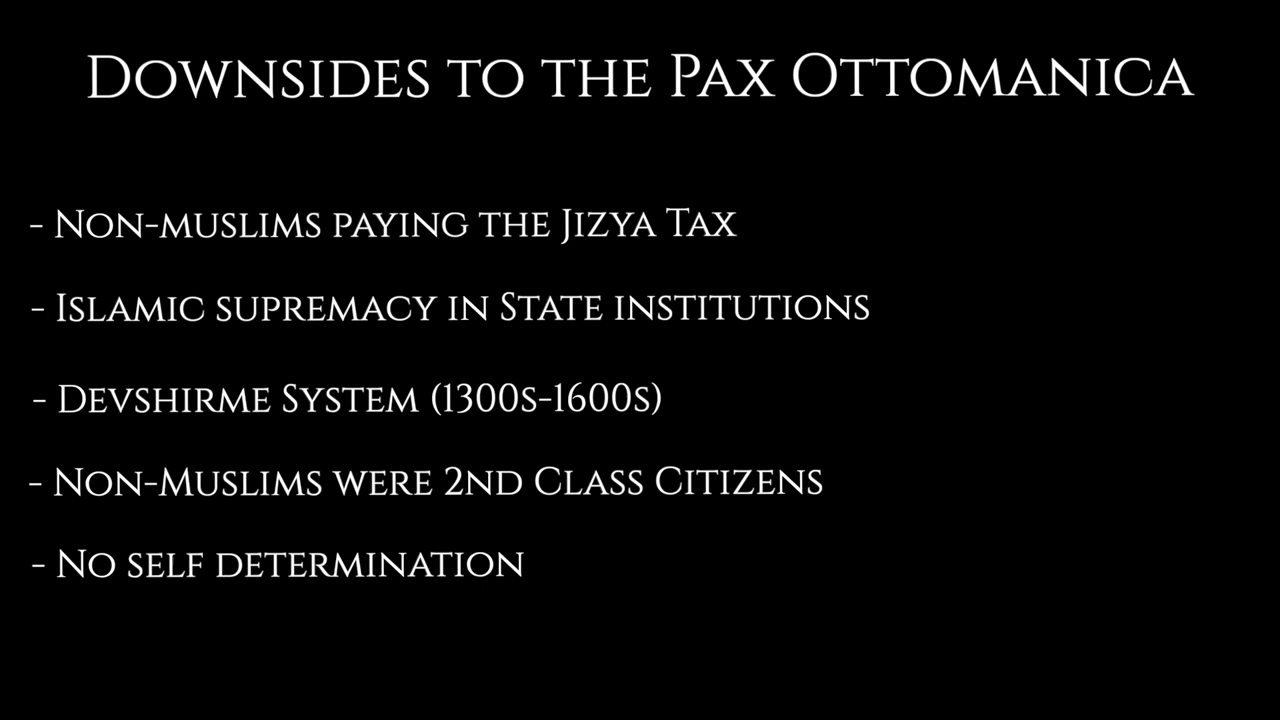 Downsides to the Pax Ottomanica
- Non-muslims paying the Jizya Tax
- Islamic supremacy in State institutions
- Devshirme System (1300s-1600s)
- Non-Muslims were 2nd Class Citizens
- No self determination